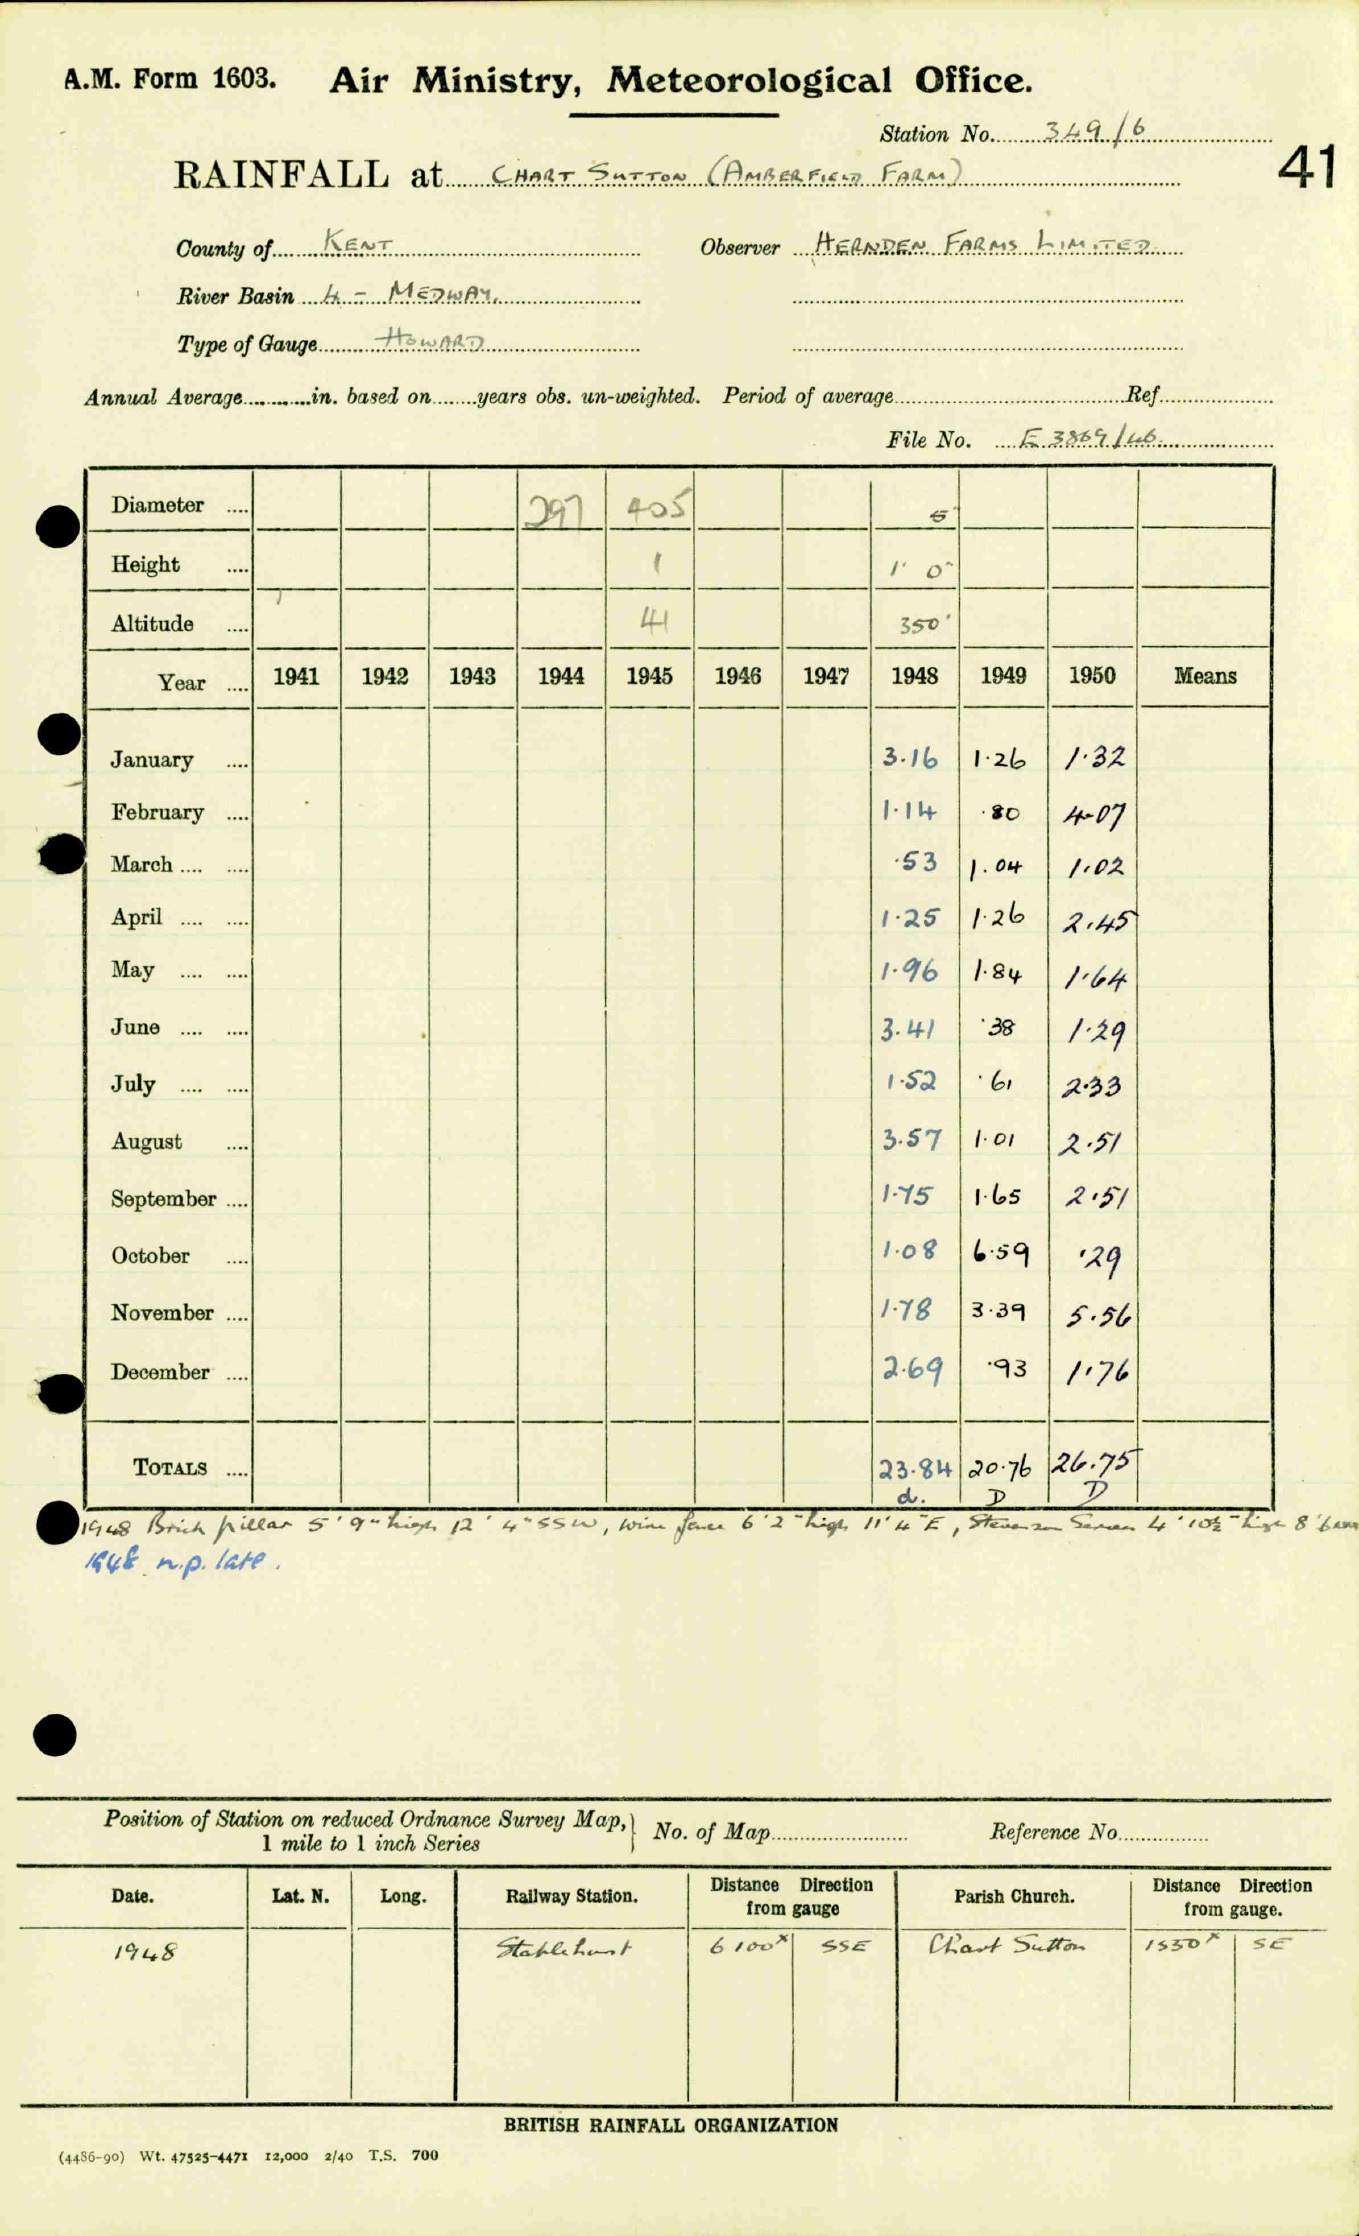 A.M. Form 1603. Air Ministry, Meteorological Office.
Station No. 349/6
41
RAINFALL at CHART SUTTON (AMBERFIELD FARM)
County of KENT Observer HERNDEN FARMS LIMITED.
River Basin 4 - MEDWAY.
Type of Gauge HOWARD
Annual Average in. based on years obs. un-weighted. Period of average Ref
File No. E 3869/46
Diameter 297 405 5
Height 1 1' 0"
Altitude 41 350'
Year 1941 1942 1943 1944 1945 1946 1947 1948 1949 1950 Means
January 3.16 1.26 1.32
February 1.14 .80 4.07
March .53 1.04 1.02
April 1.25 1.26 2.45
May 1.96 1.84 1.64
June 3.41 .38 1.29
July 1.52 .61 2.33
August 3.57 1.01 2.51
September 1.75 1.65 2.51
October 1.08 6.59 .29
November 1.78 3.39 5.56
December 2.69 .93 1.76
TOTALS 23.84 20.76 26.75
d. D D
1948 Brick pillar 5' 9" high 12' 4" SSW, wire fence 6' 2" high 11' 4" E, Stevenson Screen 4' 10½" high 8' 6"
1948 n.p. late.
Position of Station on reduced Ordnance Survey Map, 1 mile to 1 inch Series No. of Map Reference No.
Date. Lat. N. Long. Railway Station. Distance Direction from gauge Parish Church. Distance Direction from gauge.
1948 Staplehurst 6100x SSE Chart Sutton 1550x SE
BRITISH RAINFALL ORGANIZATION
(4486-90) Wt. 47525-4471 12,000 2/40 T.S. 700